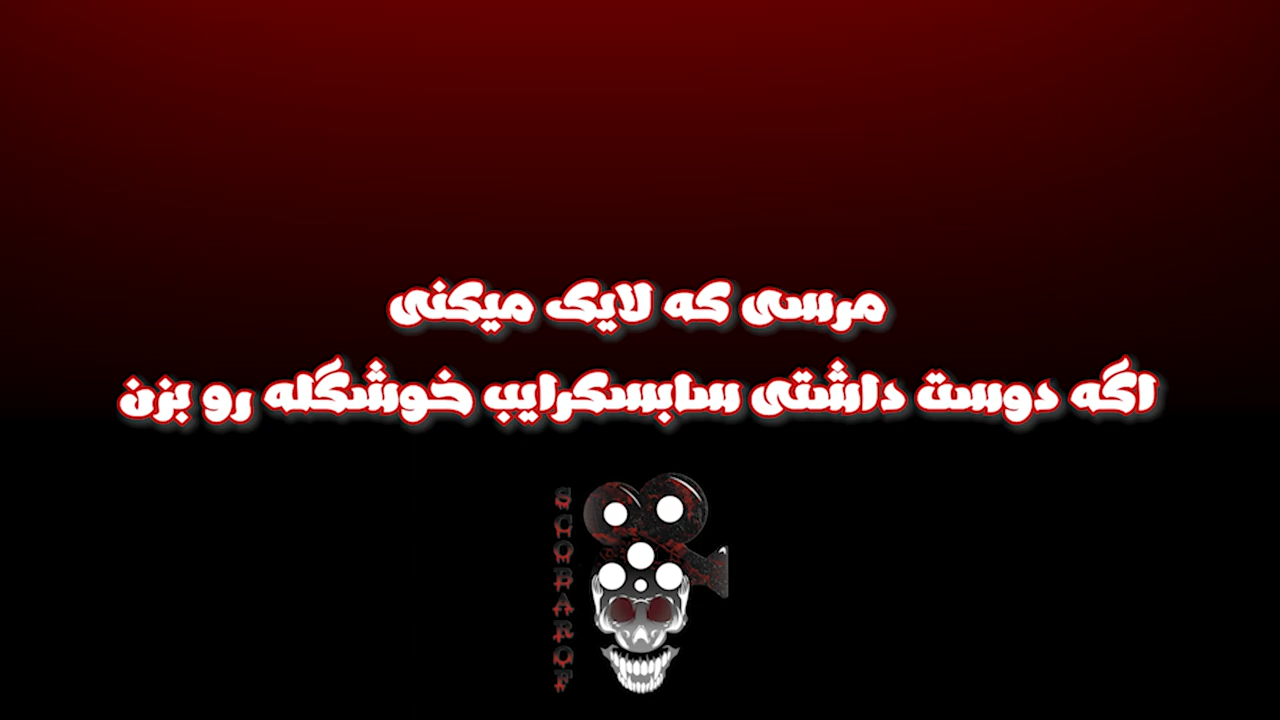 مرسی که لایک میکنی
اگه دوست داشتی سابسکرایب خوشگله رو بزن
SCOBAROF